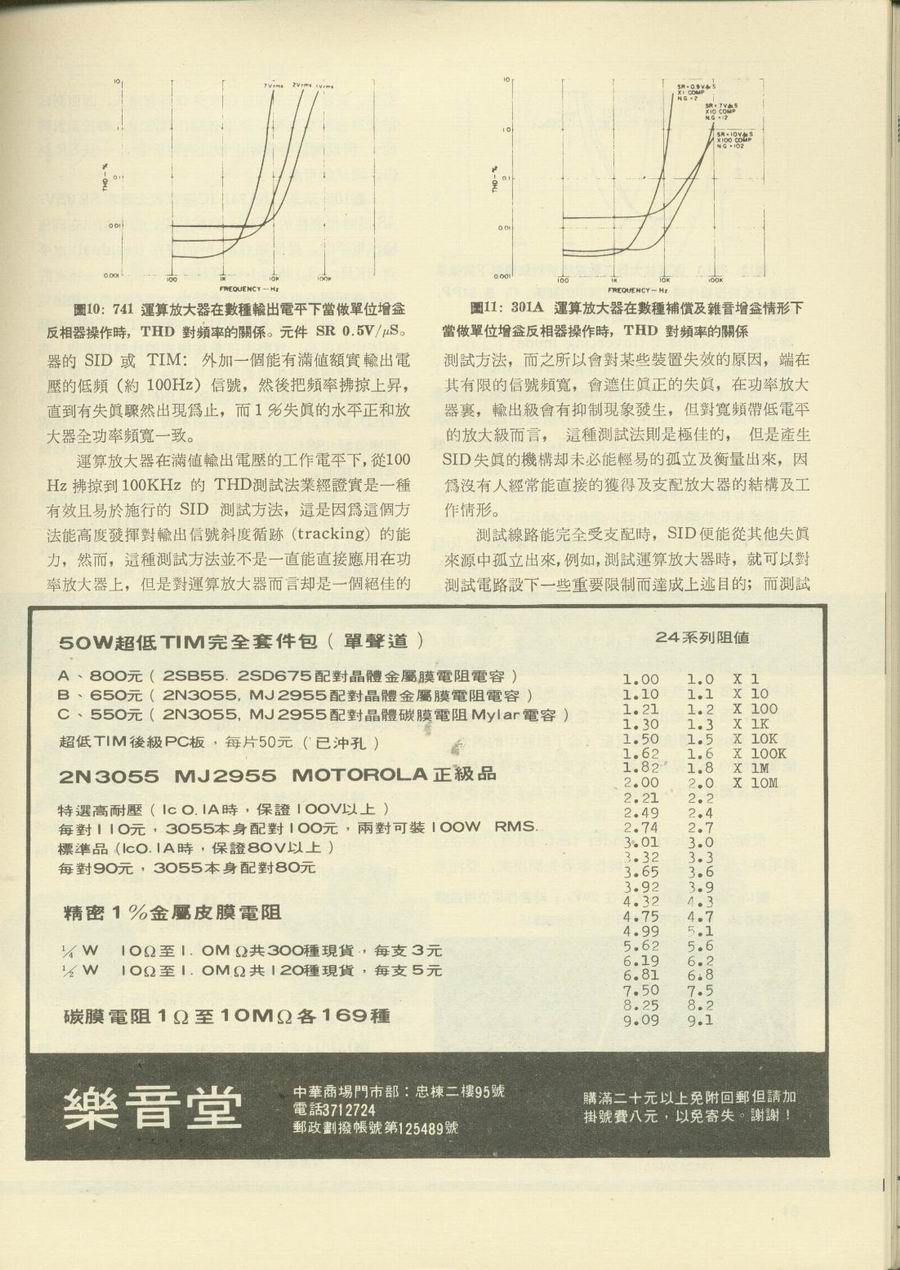 10
1
0.1
0.01
0.001
THD - %
7Vrms 2Vrms 1Vrms
100 1K 10K 100K
FREQUENCY — Hz
圖10: 741 運算放大器在數種輸出電平下當做單位增益
反相器操作時，THD 對頻率的關係。元件 SR 0.5V/μS。
器的 SID 或 TIM： 外加一個能有滿値額實輸出電
壓的低頻（約 100Hz）信號，然後把頻率拂掠上昇，
直到有失眞驟然出現爲止，而1％失眞的水平正和放
大器全功率頻寬一致。
運算放大器在滿値輸出電壓的工作電平下，從100
Hz 拂掠到100KHz 的 THD測試法業經證實是一種
有效且易於施行的 SID 測試方法，這是因爲這個方
法能高度發揮對輸出信號斜度循跡 (tracking) 的能
力，然而，這種測試方法並不是一直能直接應用在功
率放大器上，但是對運算放大器而言却是一個絕佳的
10
1.0
0.1
0.01
0.001
THD - %
SR=0.9V/μS
X1 COMP
NG=2
SR=7V/μS
X10 COMP
NG=12
SR=10V/μS
X100 COMP
NG=102
100 1K 10K 100K
FREQUENCY — Hz
圖11: 301A 運算放大器在數種補償及雜音增益情形下
當做單位增益反相器操作時，THD 對頻率的關係
測試方法，而之所以會對某些裝置失效的原因，端在
其有限的信號頻寬，會遮住眞正的失眞，在功率放大
器裏，輸出級會有抑制現象發生，但對寬頻帶低電平
的放大級而言， 這種測試法則是極佳的， 但是產生
SID失眞的機構却未必能輕易的孤立及衡量出來，因
爲沒有人經常能直接的獲得及支配放大器的結構及工
作情形。
測試線路能完全受支配時，SID便能從其他失眞
來源中孤立出來，例如，測試運算放大器時，就可以對
測試電路設下一些重要限制而達成上述目的；而測試
50W超低TIM完全套件包（單聲道）
A、800元（2SB55. 2SD675配對晶體金屬膜電阻電容）
B、650元（2N3055, MJ2955配對晶體金屬膜電阻電容）
C、550元（2N3055, MJ2955配對晶體碳膜電阻Mylar電容）
超低TIM後級PC板，每片50元（已沖孔）
2N3055 MJ2955 MOTOROLA正級品
特選高耐壓（Ic O.1A時，保證100V以上）
每對110元，3055本身配對100元，兩對可裝100W RMS.
標準品（IcO.1A時，保證80V以上）
每對90元，3055本身配對80元
精密1％金屬皮膜電阻
¼W 10Ω至1.0MΩ共300種現貨，每支3元
½W 10Ω至1.0MΩ共120種現貨，每支5元
碳膜電阻1Ω至10MΩ各169種
24系列阻値
1.00 1.0 X 1
1.10 1.1 X 10
1.21 1.2 X 100
1.30 1.3 X 1K
1.50 1.5 X 10K
1.62 1.6 X 100K
1.82 1.8 X 1M
2.00 2.0 X 10M
2.21 2.2
2.49 2.4
2.74 2.7
3.01 3.0
3.32 3.3
3.65 3.6
3.92 3.9
4.32 4.3
4.75 4.7
4.99 5.1
5.62 5.6
6.19 6.2
6.81 6.8
7.50 7.5
8.25 8.2
9.09 9.1
樂音堂
中華商場門市部：忠棟二樓95號
電話3712724
郵政劃撥帳號第125489號
購滿二十元以上免附回郵但請加
掛號費八元，以免寄失。謝謝！